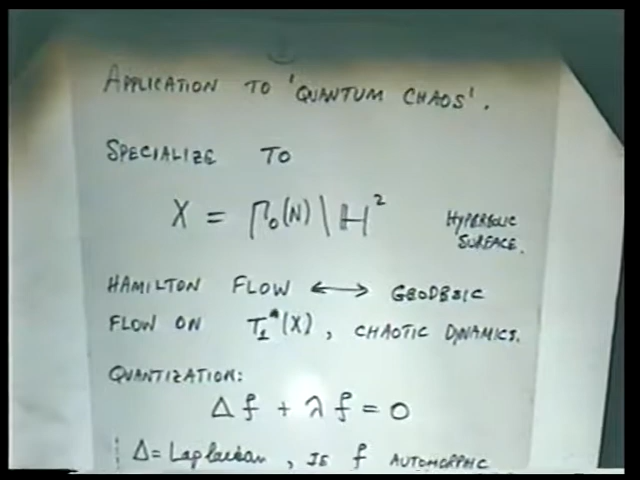 APPLICATION TO 'QUANTUM CHAOS'.
SPECIALIZE TO
X = Γ₀(N) \ H² HYPERBOLIC
SURFACE.
HAMILTON FLOW ↔ GEODESIC
FLOW ON T₁*(X), CHAOTIC DYNAMICS.
QUANTIZATION:
Δf + λf = 0
Δ = Laplacian, IS f AUTOMORPHIC